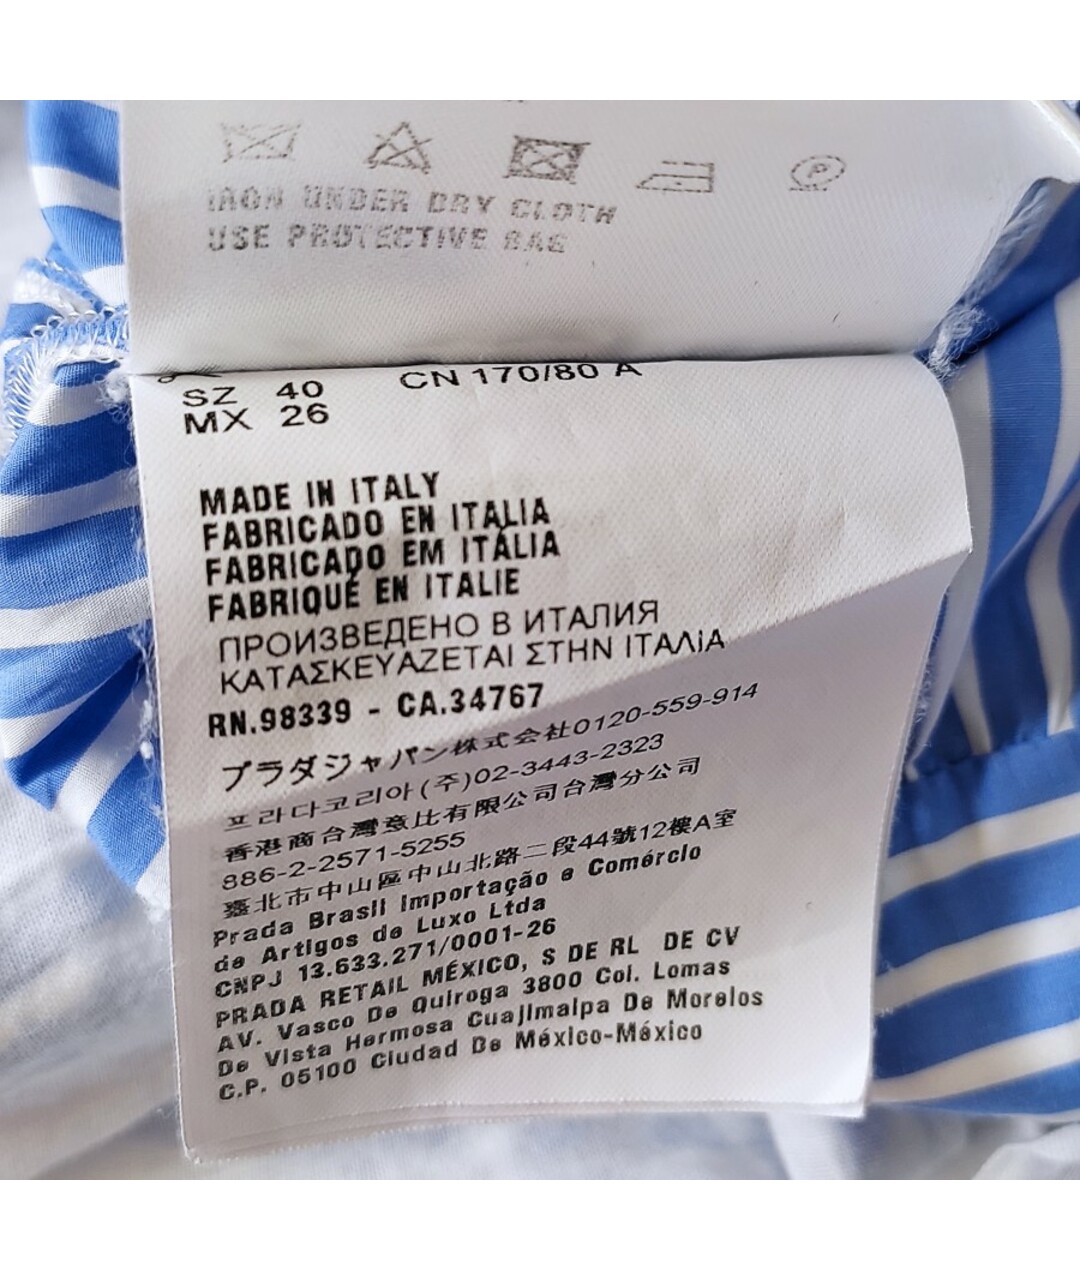 IRON UNDER DRY CLOTH
USE PROTECTIVE BAG
SZ 40 CN 170/80 A
MX 26
MADE IN ITALY
FABRICADO EN ITALIA
FABRICADO EM ITÁLIA
FABRIQUÉ EN ITALIE
ПРОИЗВЕДЕНО В ИТАЛИЯ
ΚΑΤΑΣΚΕΥΑΖΕΤΑΙ ΣΤΗΝ ΙΤΑΛΙΑ
RN.98339 - CA.34767
プラダジャパン株式会社0120-559-914
프라다코리아(주)02-3443-2323
香港商台灣意比有限公司台灣分公司
886-2-2571-5255
臺北市中山區中山北路二段44號12樓A室
Prada Brasil Importação e Comércio
de Artigos de Luxo Ltda
CNPJ 13.633.271/0001-26
PRADA RETAIL MÉXICO, S DE RL DE CV
AV. Vasco De Quiroga 3800 Col. Lomas
De Vista Hermosa Cuajimalpa De Morelos
C.P. 05100 Ciudad De México-México